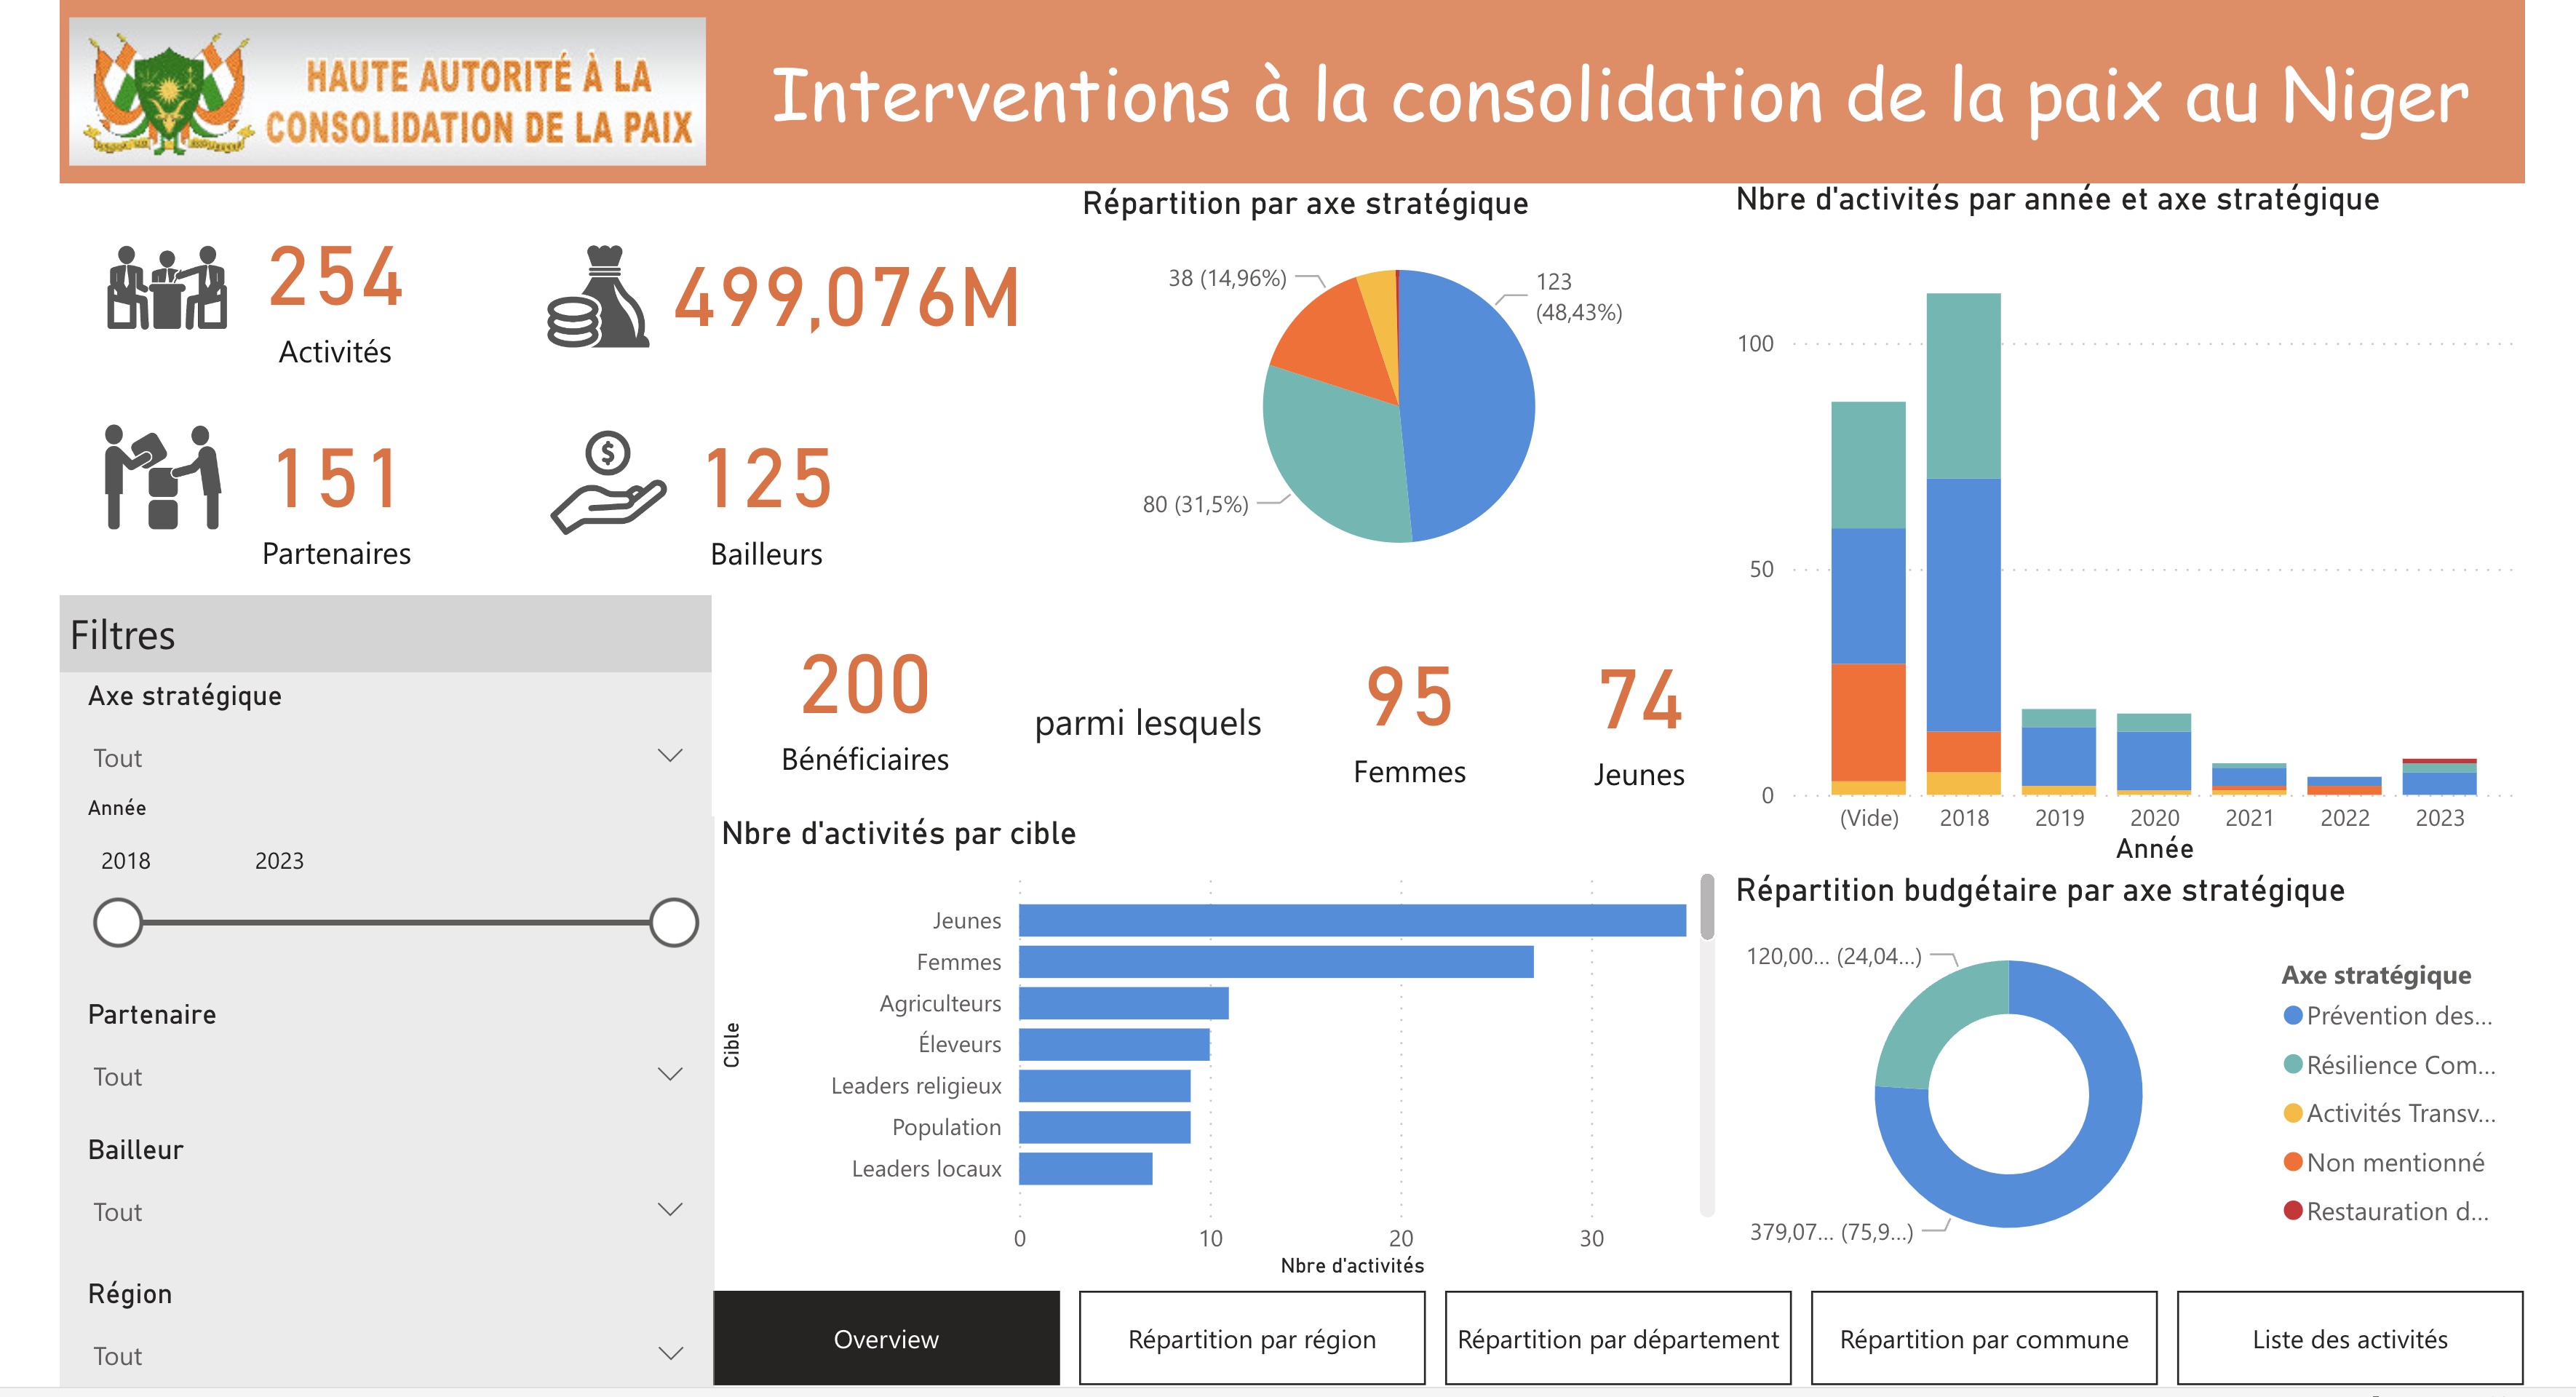 HAUTE AUTORITÉ À LA
CONSOLIDATION DE LA PAIX
Interventions à la consolidation de la paix au Niger
254
Activités
499,076M
151
Partenaires
$
125
Bailleurs
Répartition par axe stratégique
38 (14,96%)
123
(48,43%)
80 (31,5%)
Nbre d'activités par année et axe stratégique
100
50
0
(Vide) 2018 2019 2020 2021 2022 2023
Année
Filtres
Axe stratégique
Tout
Année
2018 2023
Partenaire
Tout
Bailleur
Tout
Région
Tout
200
Bénéficiaires
parmi lesquels
95
Femmes
74
Jeunes
Nbre d'activités par cible
Cible
Jeunes
Femmes
Agriculteurs
Éleveurs
Leaders religieux
Population
Leaders locaux
0 10 20 30
Nbre d'activités
Répartition budgétaire par axe stratégique
120,00... (24,04...)
379,07... (75,9...)
Axe stratégique
Prévention des...
Résilience Com...
Activités Transv...
Non mentionné
Restauration d...
Overview
Répartition par région
Répartition par département
Répartition par commune
Liste des activités